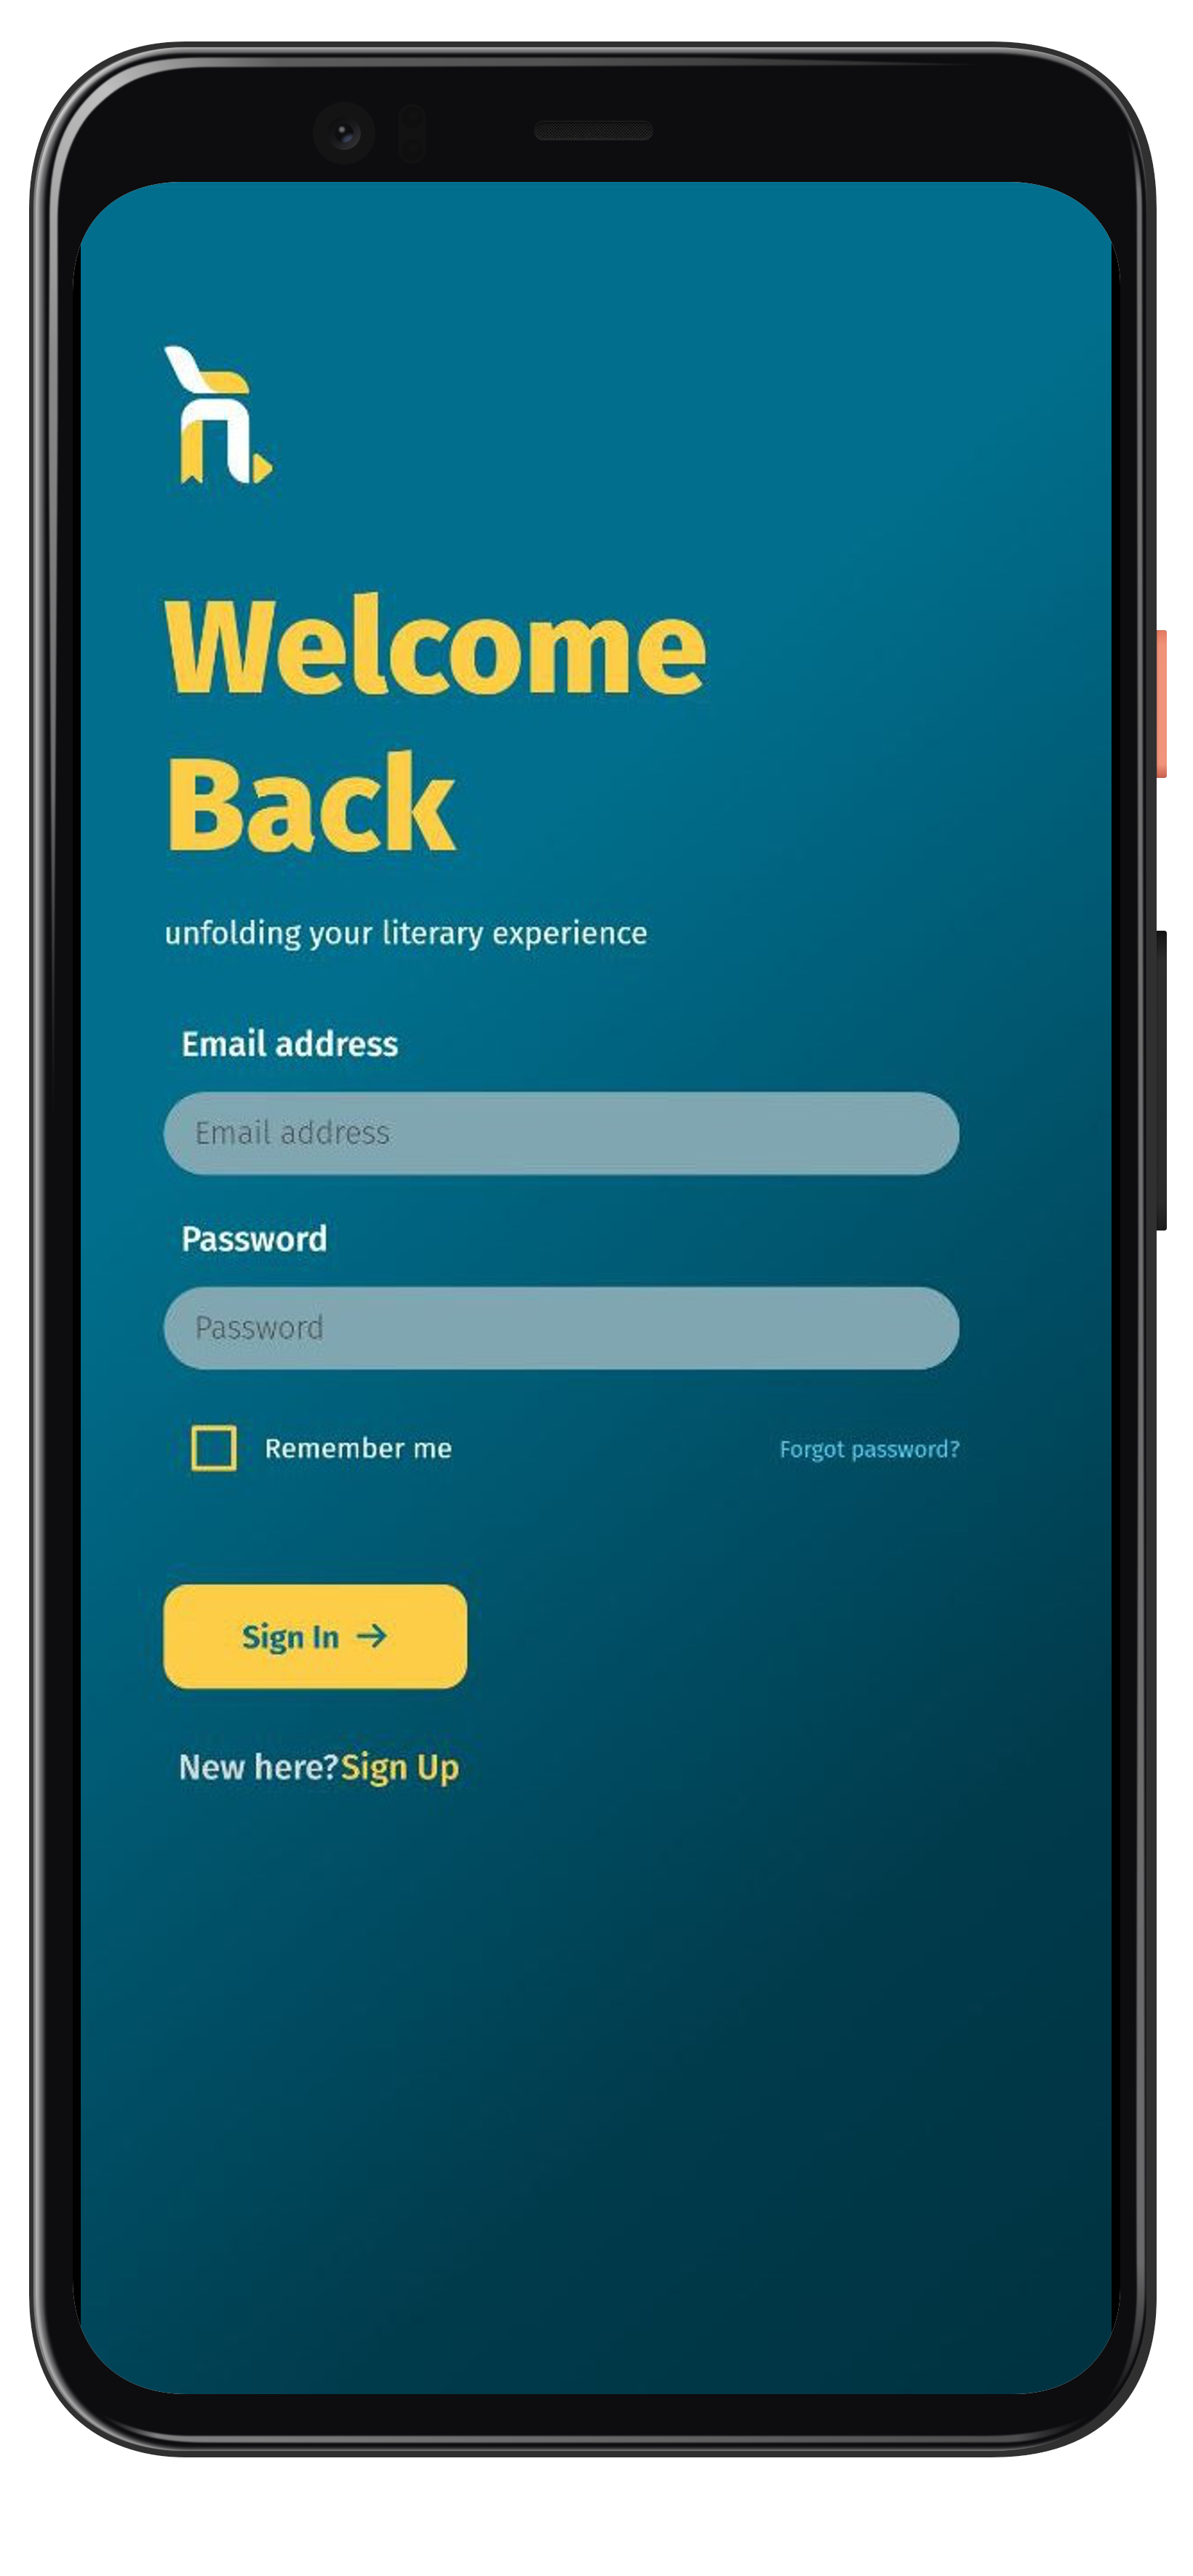 Welcome
Back
unfolding your literary experience
Email address
Email address
Password
Password
Remember me
Forgot password?
Sign In →
New here?Sign Up